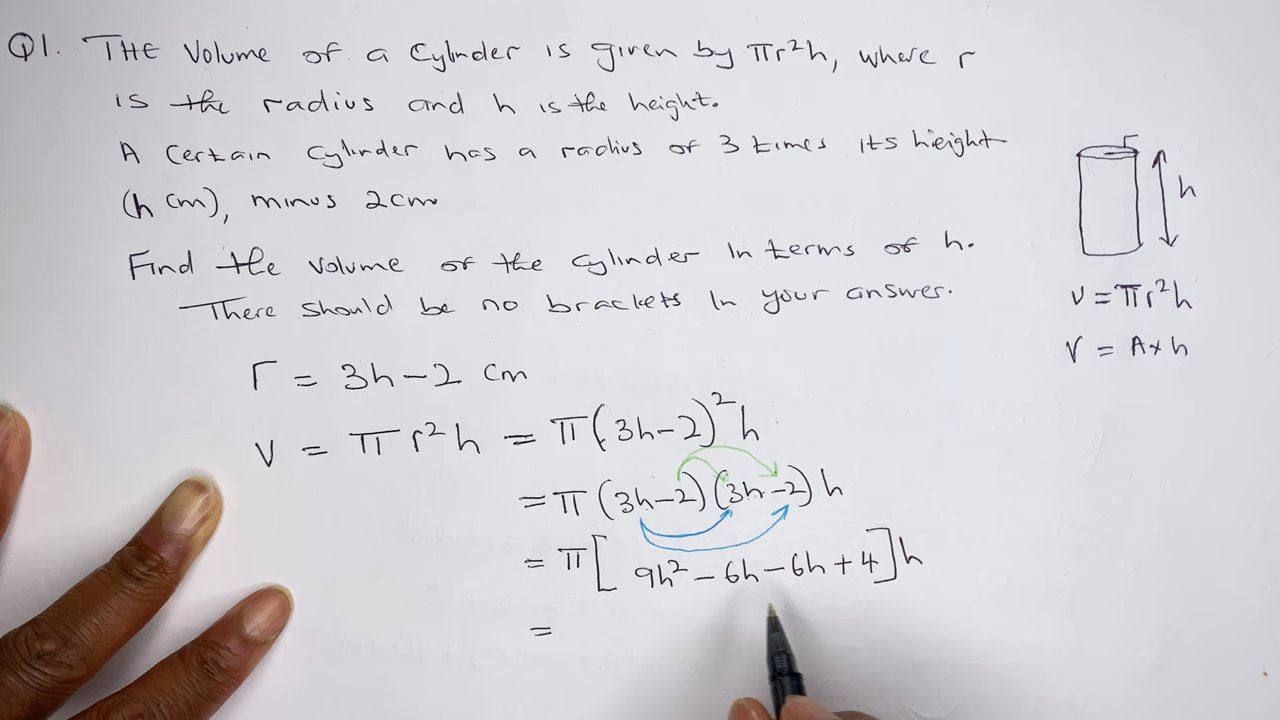 Q1. THE Volume of a Cylinder is given by πr²h, where r
is the radius and h is the height.
A Certain Cylinder has a radius of 3 times its height
(h cm), minus 2cm
Find the volume of the cylinder In terms of h.
There should be no brackets In your answer.
h
V = πr²h
V = A × h
r = 3h - 2 cm
V = πr²h = π(3h-2)²h
= π(3h-2)(3h-2)h
= π[9h² - 6h - 6h + 4]h
=